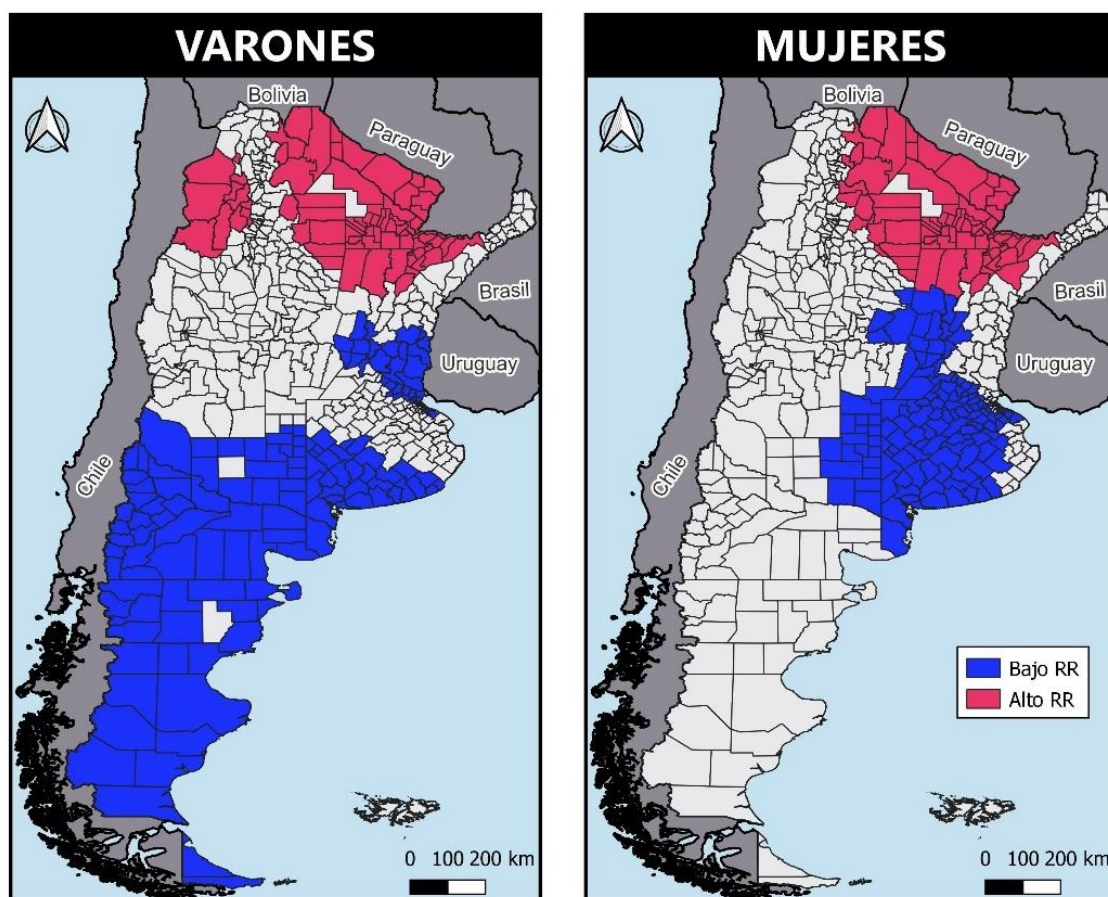 VARONES
Bolivia
Paraguay
Brasil
Uruguay
Chile
0 100 200 km
MUJERES
Bolivia
Paraguay
Brasil
Uruguay
Chile
Bajo RR
Alto RR
0 100 200 km